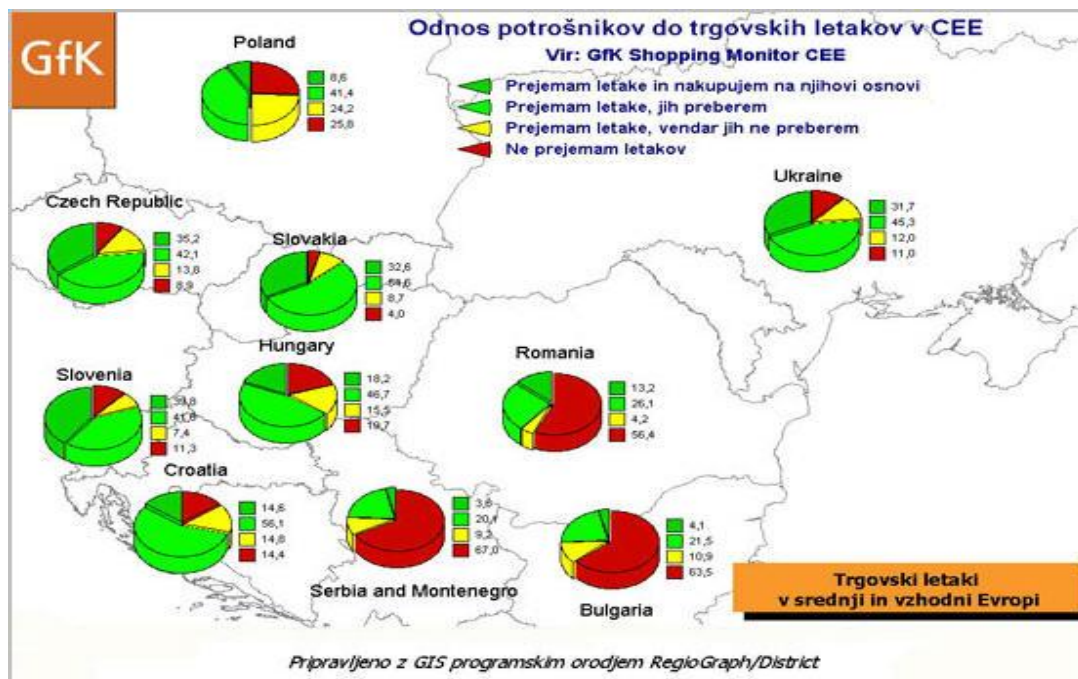 GfK
Odnos potrošnikov do trgovskih letakov v CEE
Vir: GfK Shopping Monitor CEE
Prejemam letake in nakupujem na njihovi osnovi
Prejemam letake, jih preberem
Prejemam letake, vendar jih ne preberem
Ne prejemam letakov
Poland
8,6
41,4
24,2
25,8
Ukraine
31,7
45,3
12,0
11,0
Czech Republic
35,2
42,1
13,8
8,9
Slovakia
32,6
54,6
8,7
4,0
Hungary
18,2
46,7
15,5
19,7
Romania
13,2
26,1
4,2
56,4
Slovenia
7,4
11,3
Croatia
14,6
56,1
14,8
14,4
Serbia and Montenegro
20,1
9,2
67,0
Bulgaria
4,1
21,5
10,9
63,5
Trgovski letaki
v srednji in vzhodni Evropi
Pripravljeno z GIS programskim orodjem RegioGraph/District